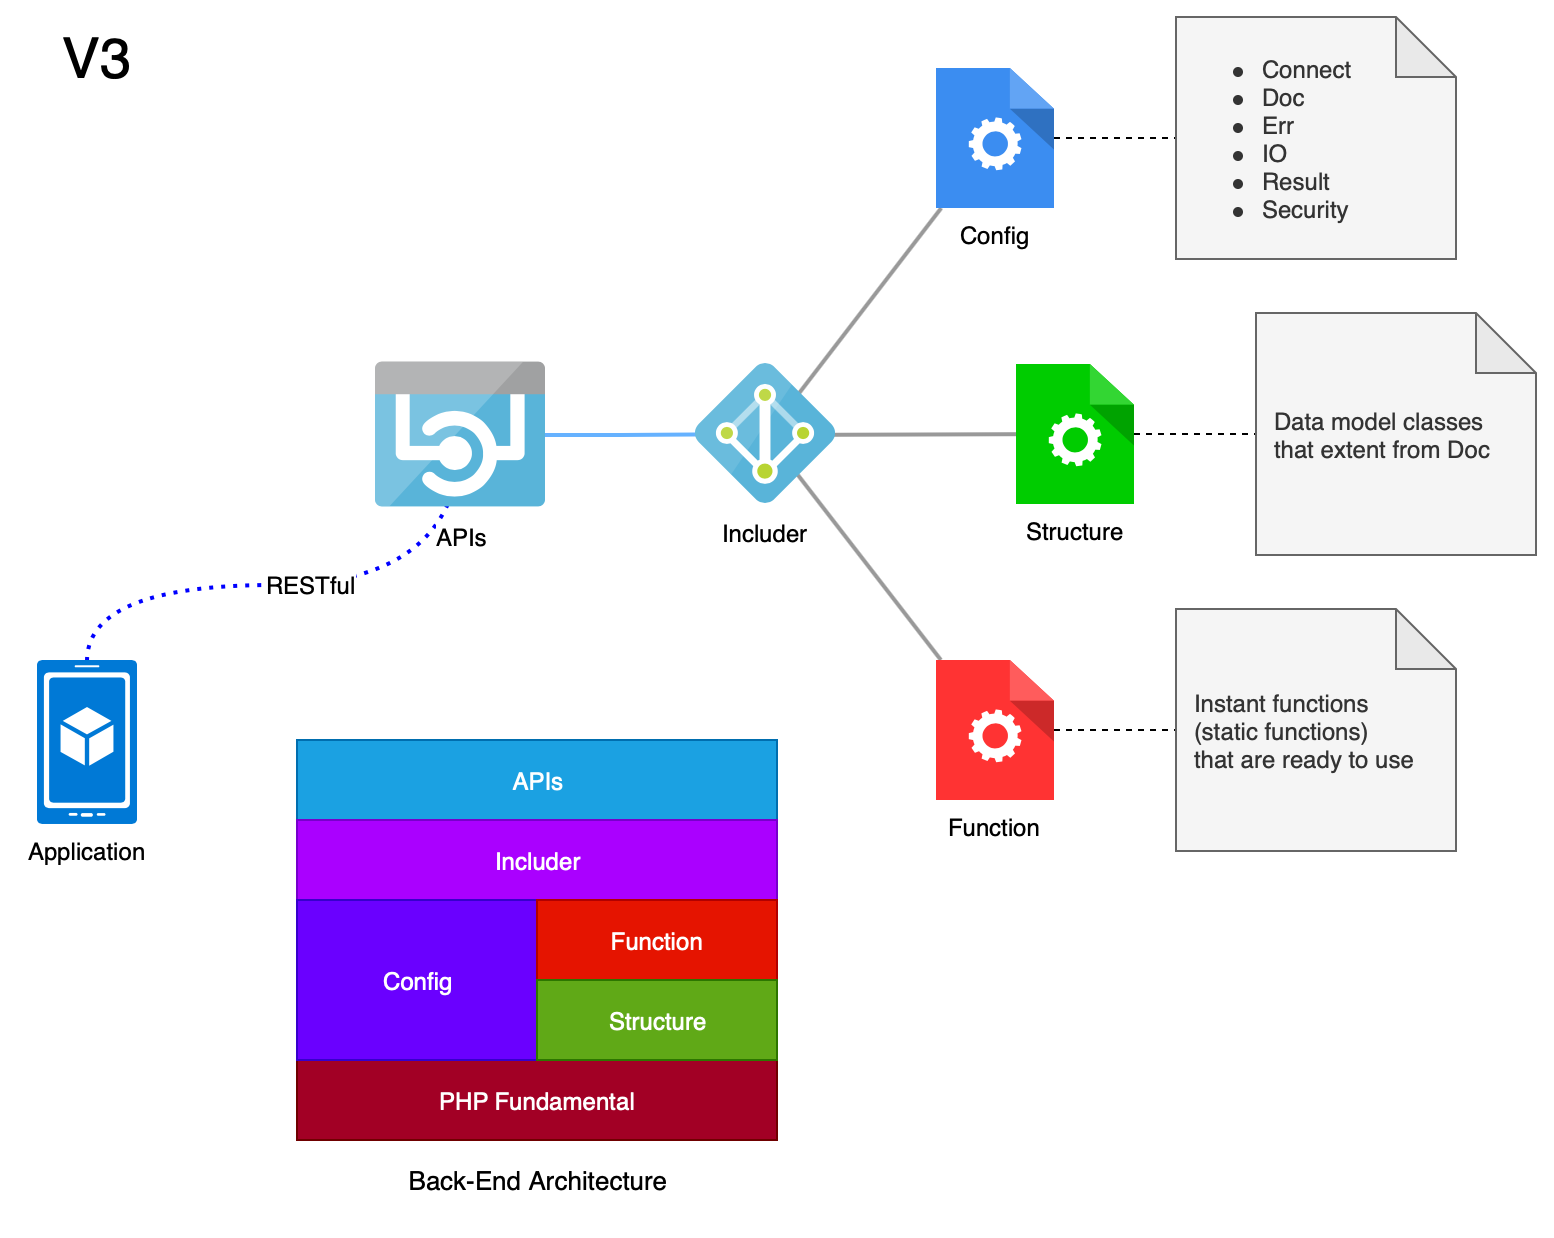 V3
● Connect
● Doc
● Err
● IO
● Result
● Security
Config
Data model classes
that extent from Doc
APIs
Includer
Structure
RESTful
Instant functions
(static functions)
that are ready to use
Function
Application
APIs
Includer
Config
Function
Structure
PHP Fundamental
Back-End Architecture